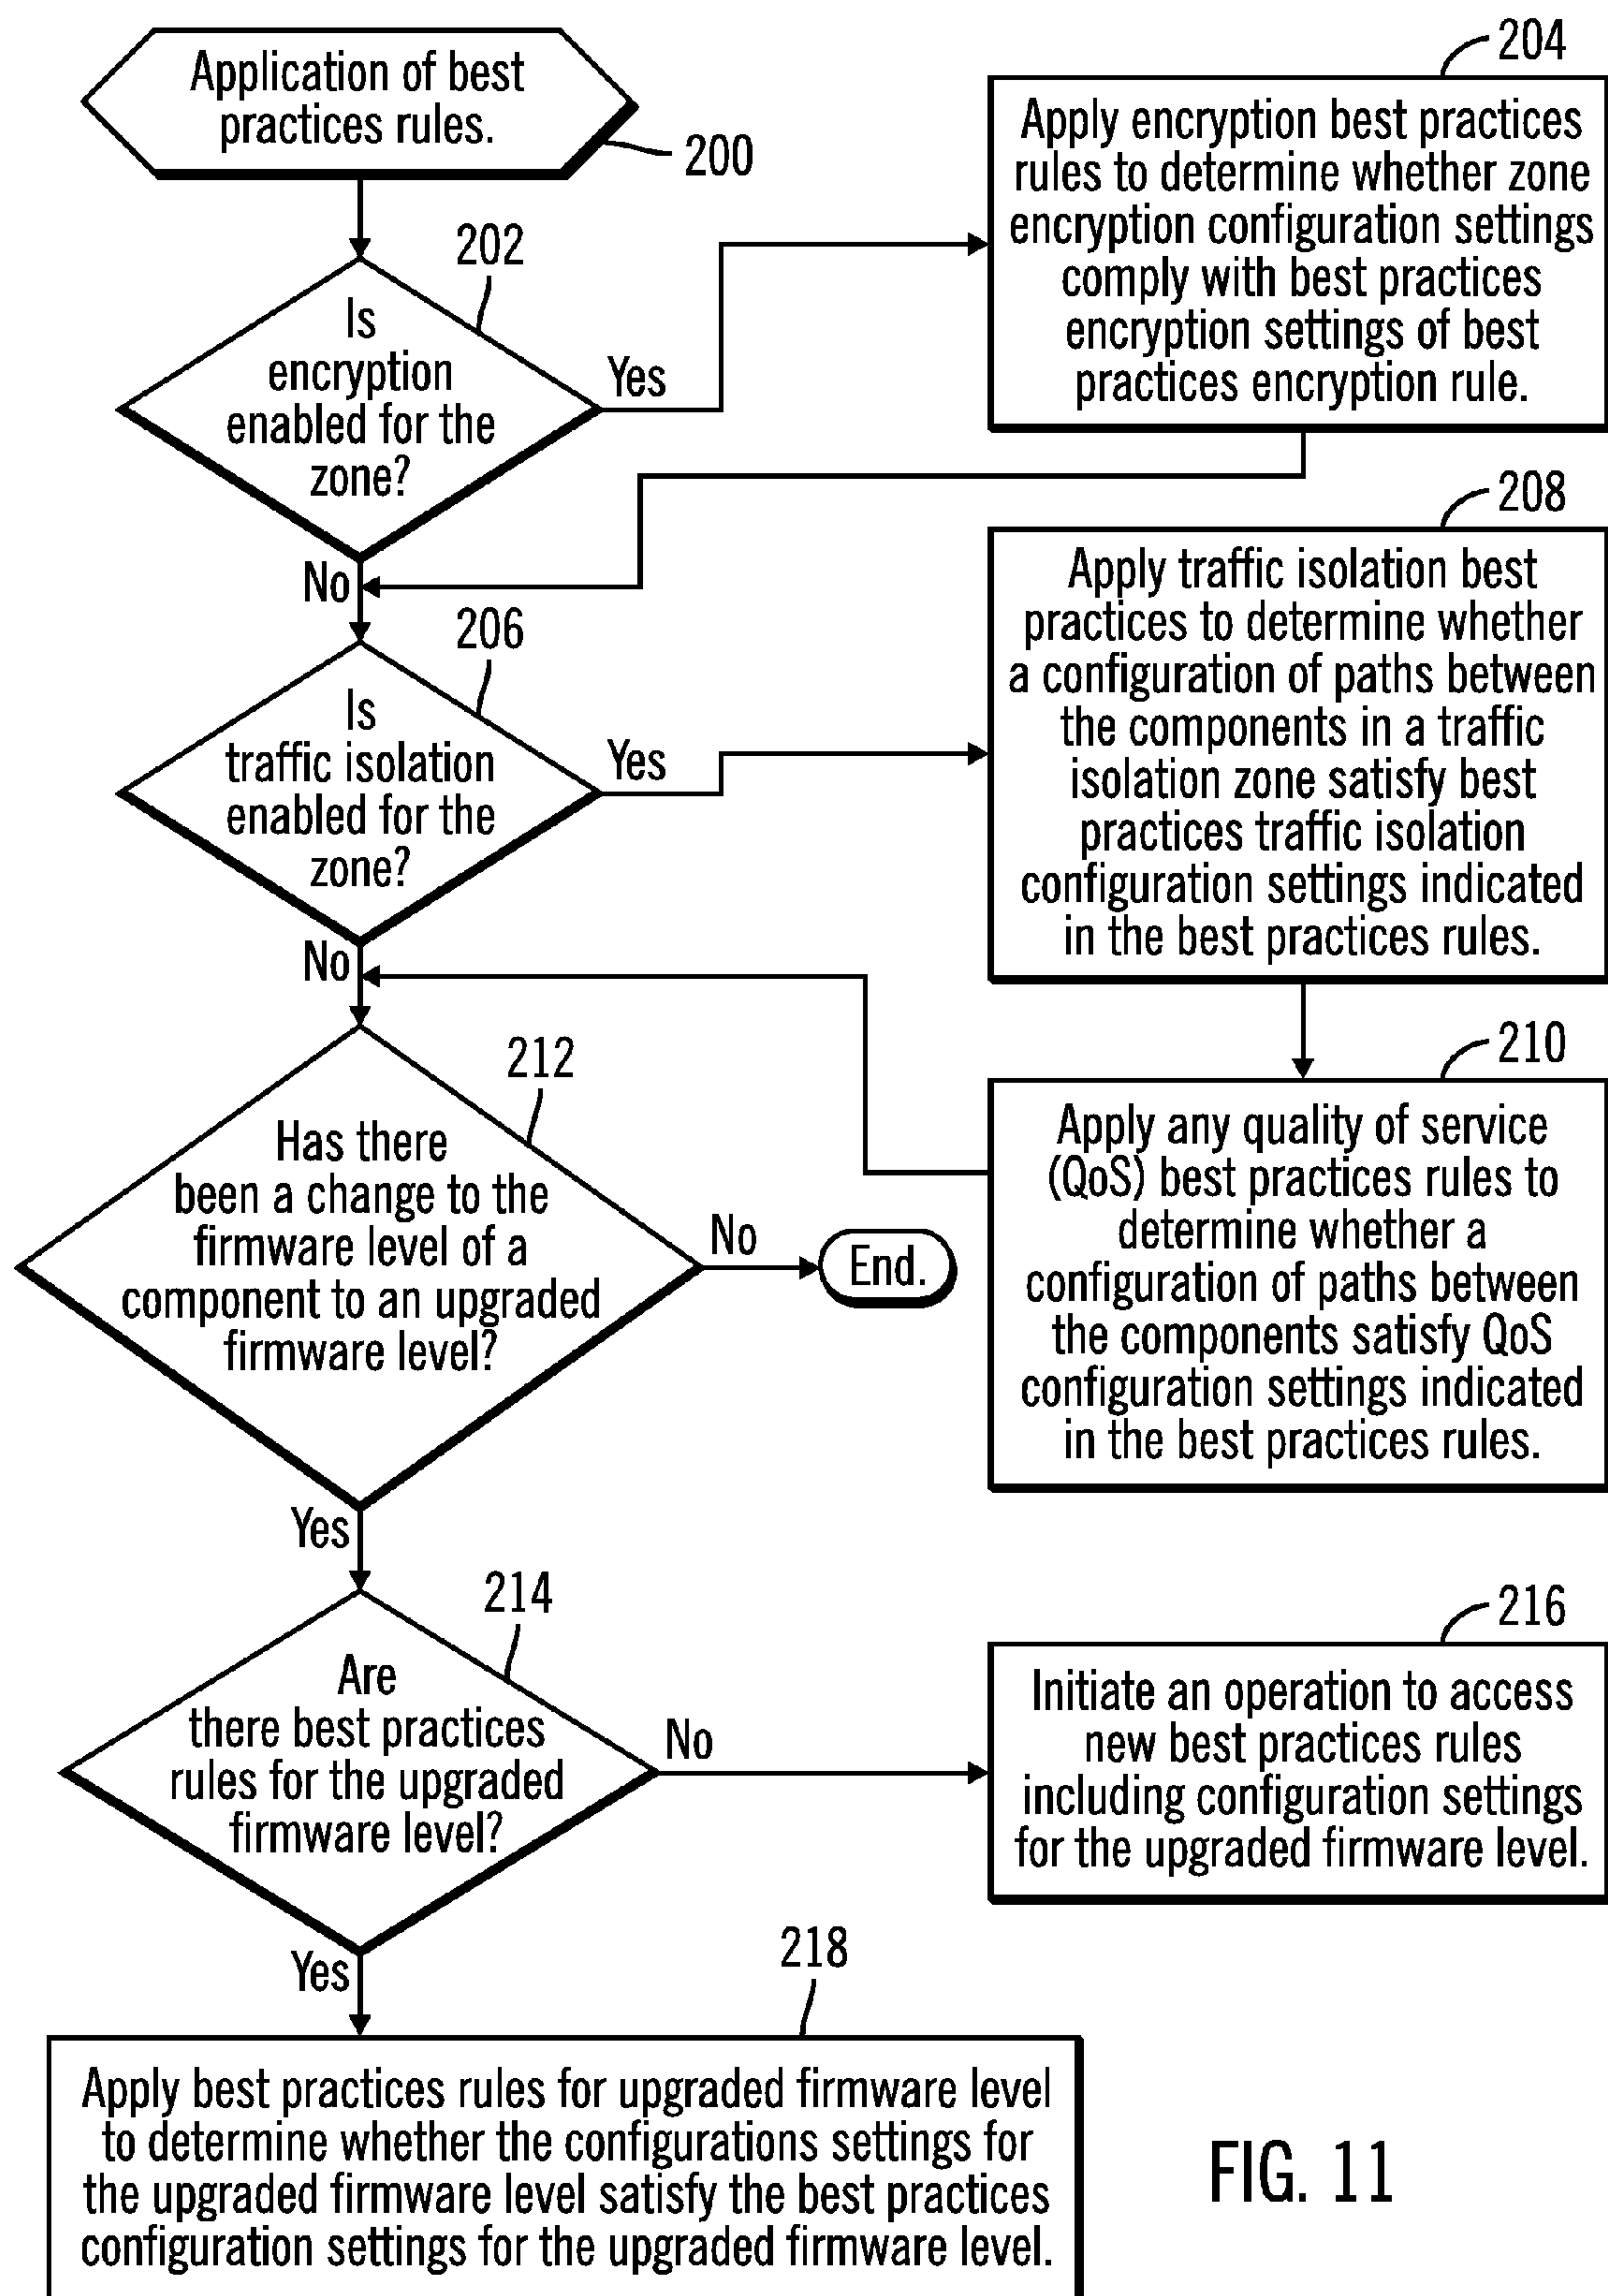 Application of best
practices rules.
200
202
Is
encryption
enabled for the
zone?
Yes
No
204
Apply encryption best practices
rules to determine whether zone
encryption configuration settings
comply with best practices
encryption settings of best
practices encryption rule.
206
Is
traffic isolation
enabled for the
zone?
Yes
No
208
Apply traffic isolation best
practices to determine whether
a configuration of paths between
the components in a traffic
isolation zone satisfy best
practices traffic isolation
configuration settings indicated
in the best practices rules.
210
Apply any quality of service
(QoS) best practices rules to
determine whether a
configuration of paths between
the components satisfy QoS
configuration settings indicated
in the best practices rules.
212
Has there
been a change to the
firmware level of a
component to an upgraded
firmware level?
No
End.
Yes
214
Are
there best practices
rules for the upgraded
firmware level?
No
Yes
216
Initiate an operation to access
new best practices rules
including configuration settings
for the upgraded firmware level.
218
Apply best practices rules for upgraded firmware level
to determine whether the configurations settings for
the upgraded firmware level satisfy the best practices
configuration settings for the upgraded firmware level.
FIG. 11